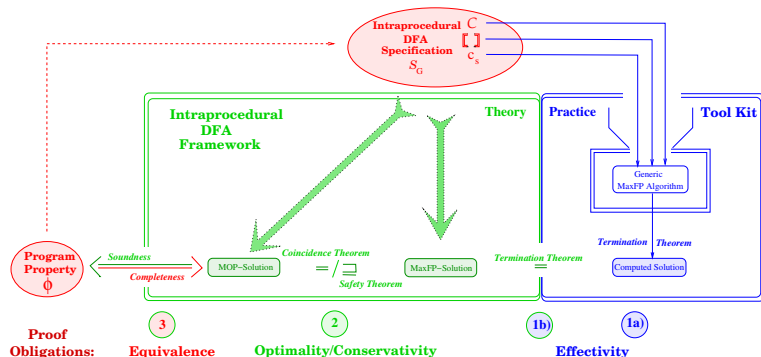 Intraprocedural C
DFA [[ ]]
Specification c_s
S_G
Intraprocedural
DFA
Framework
Theory
Practice
Tool Kit
Generic
MaxFP Algorithm
Termination Theorem
Computed Solution
Program
Property
ϕ
Soundness
Completeness
MOP−Solution
Coincidence Theorem
= / ⊒
Safety Theorem
MaxFP−Solution
Termination Theorem
=
3
2
1b)
1a)
Proof
Obligations:
Equivalence
Optimality/Conservativity
Effectivity